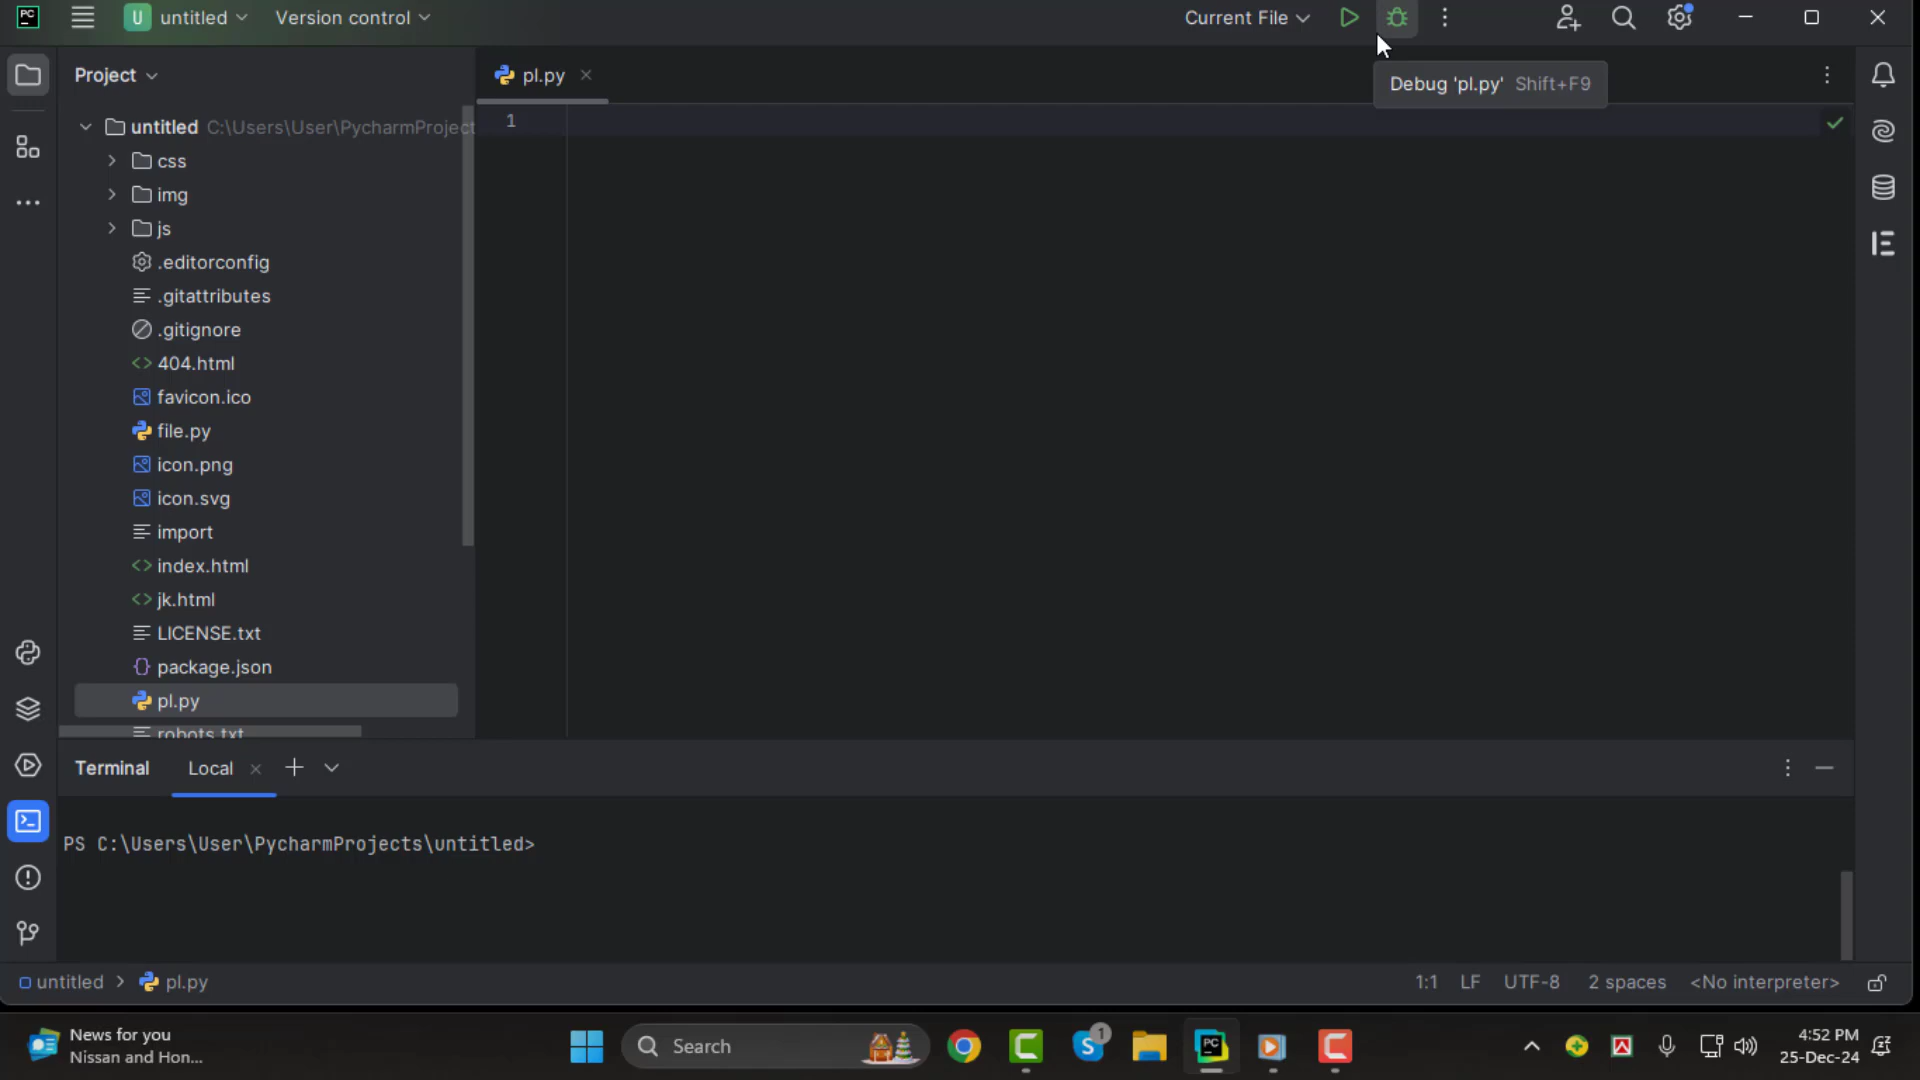 PC U untitled Version control Current File
Project pl.py Debug 'pl.py' Shift+F9
untitled C:\Users\User\PycharmProject 1
css
img
js
.editorconfig
.gitattributes
.gitignore
404.html
favicon.ico
file.py
icon.png
icon.svg
import
index.html
jk.html
LICENSE.txt
package.json
pl.py
robots.txt
Terminal Local
PS C:\Users\User\PycharmProjects\untitled>
untitled pl.py 1:1 LF UTF-8 2 spaces <No interpreter>
News for you
Nissan and Hon...
Search
1
PC
4:52 PM
25-Dec-24